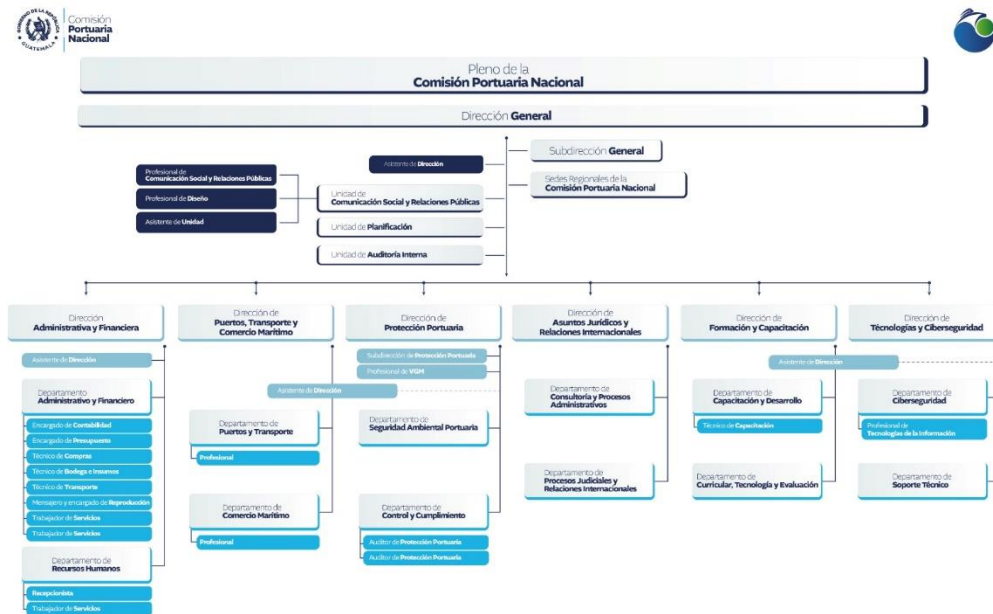 GOBIERNO DE LA REPÚBLICA
GUATEMALA
Comisión
Portuaria
Nacional
Pleno de la
Comisión Portuaria Nacional
Dirección General
Subdirección General
Asistente de Dirección
Sedes Regionales de la
Comisión Portuaria Nacional
Profesional de
Comunicación Social y Relaciones Públicas
Profesional de Diseño
Asistente de Unidad
Unidad de
Comunicación Social y Relaciones Públicas
Unidad de Planificación
Unidad de Auditoría Interna
Dirección
Administrativa y Financiera
Asistente de Dirección
Departamento
Administrativo y Financiero
Encargado de Contabilidad
Encargado de Presupuesto
Técnico de Compras
Técnico de Bodega e Insumos
Técnico de Transporte
Mensajero y encargado de Reproducción
Trabajador de Servicios
Trabajador de Servicios
Departamento de
Recursos Humanos
Recepcionista
Trabajador de Servicios
Dirección de
Puertos, Transporte y
Comercio Marítimo
Asistente de Dirección
Departamento de
Puertos y Transporte
Profesional
Departamento de
Comercio Marítimo
Profesional
Dirección de
Protección Portuaria
Subdirección de Protección Portuaria
Profesional de VGM
Departamento de
Seguridad Ambiental Portuaria
Departamento de
Control y Cumplimiento
Auditor de Protección Portuaria
Auditor de Protección Portuaria
Dirección de
Asuntos Jurídicos y
Relaciones Internacionales
Departamento de
Consultoría y Procesos
Administrativos
Departamento de
Procesos Judiciales y
Relaciones Internacionales
Dirección de
Formación y Capacitación
Asistente de Dirección
Departamento de
Capacitación y Desarrollo
Técnico de Capacitación
Departamento de
Curricular, Tecnología y Evaluación
Dirección de
Técnologías y Ciberseguridad
Departamento de
Ciberseguridad
Profesional de
Tecnologías de la Información
Departamento de
Soporte Técnico